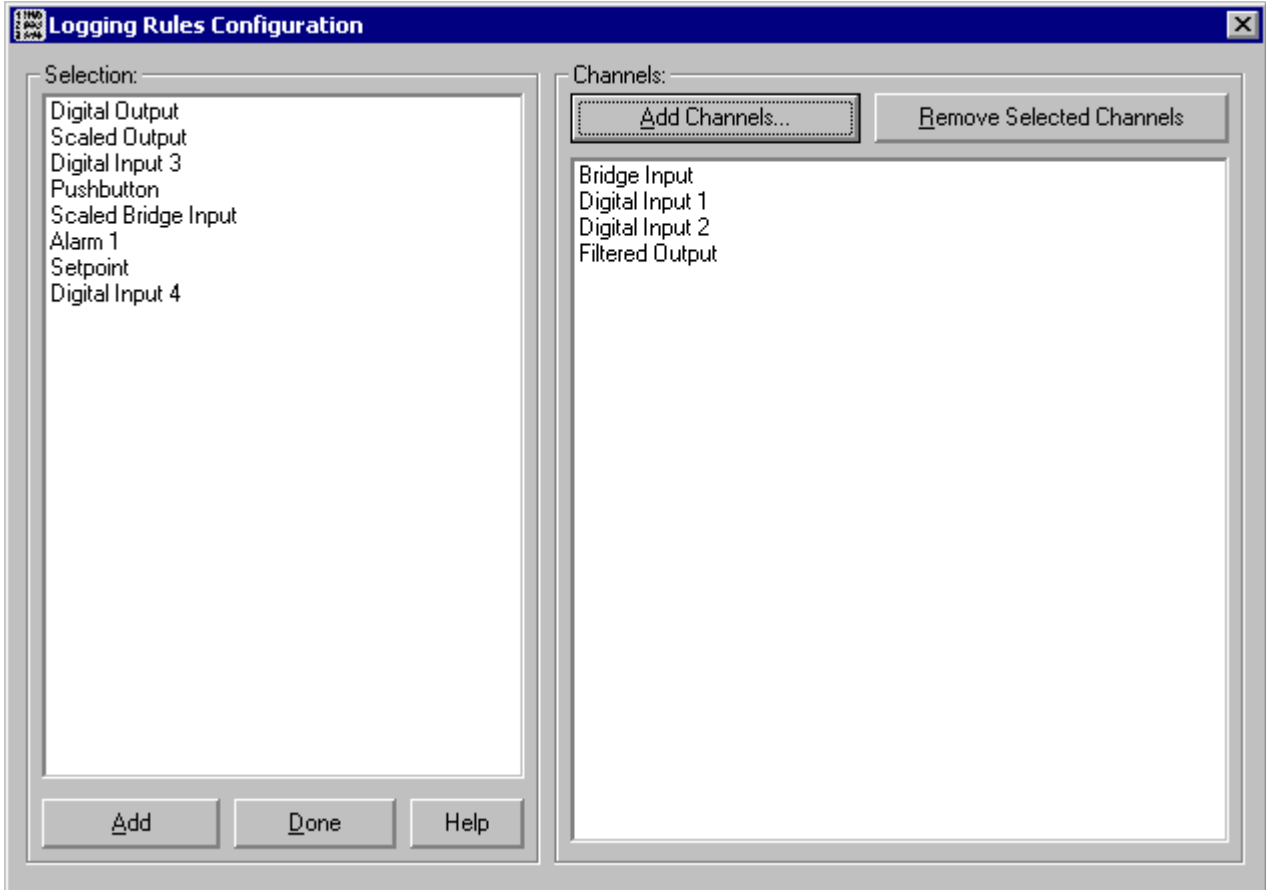 Logging Rules Configuration
Selection:
Digital Output
Scaled Output
Digital Input 3
Pushbutton
Scaled Bridge Input
Alarm 1
Setpoint
Digital Input 4
Add
Done
Help
Channels:
Add Channels...
Remove Selected Channels
Bridge Input
Digital Input 1
Digital Input 2
Filtered Output